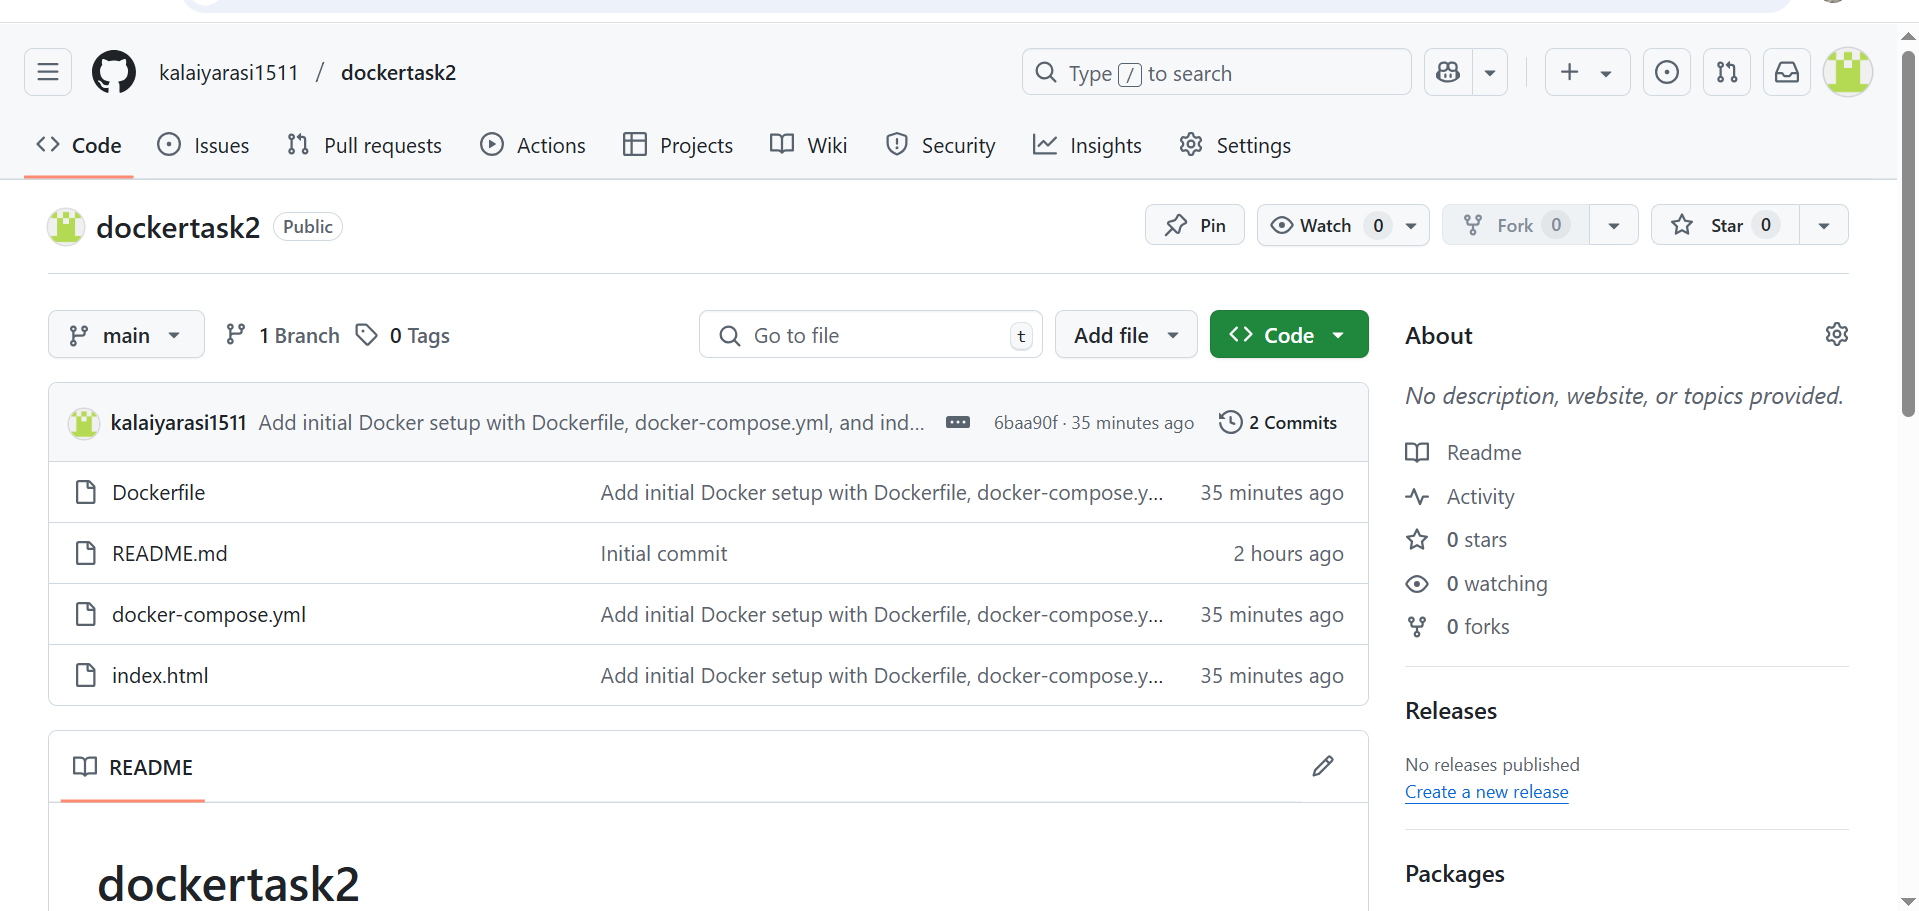 kalaiyarasi1511 / dockertask2
Type / to search
Code Issues Pull requests Actions Projects Wiki Security Insights Settings
dockertask2 Public
Pin Watch 0 Fork 0 Star 0
main 1 Branch 0 Tags Go to file t Add file Code
kalaiyarasi1511 Add initial Docker setup with Dockerfile, docker-compose.yml, and ind... 6baa90f · 35 minutes ago 2 Commits
Dockerfile Add initial Docker setup with Dockerfile, docker-compose.y... 35 minutes ago
README.md Initial commit 2 hours ago
docker-compose.yml Add initial Docker setup with Dockerfile, docker-compose.y... 35 minutes ago
index.html Add initial Docker setup with Dockerfile, docker-compose.y... 35 minutes ago
README
dockertask2
About
No description, website, or topics provided.
Readme
Activity
0 stars
0 watching
0 forks
Releases
No releases published
Create a new release
Packages